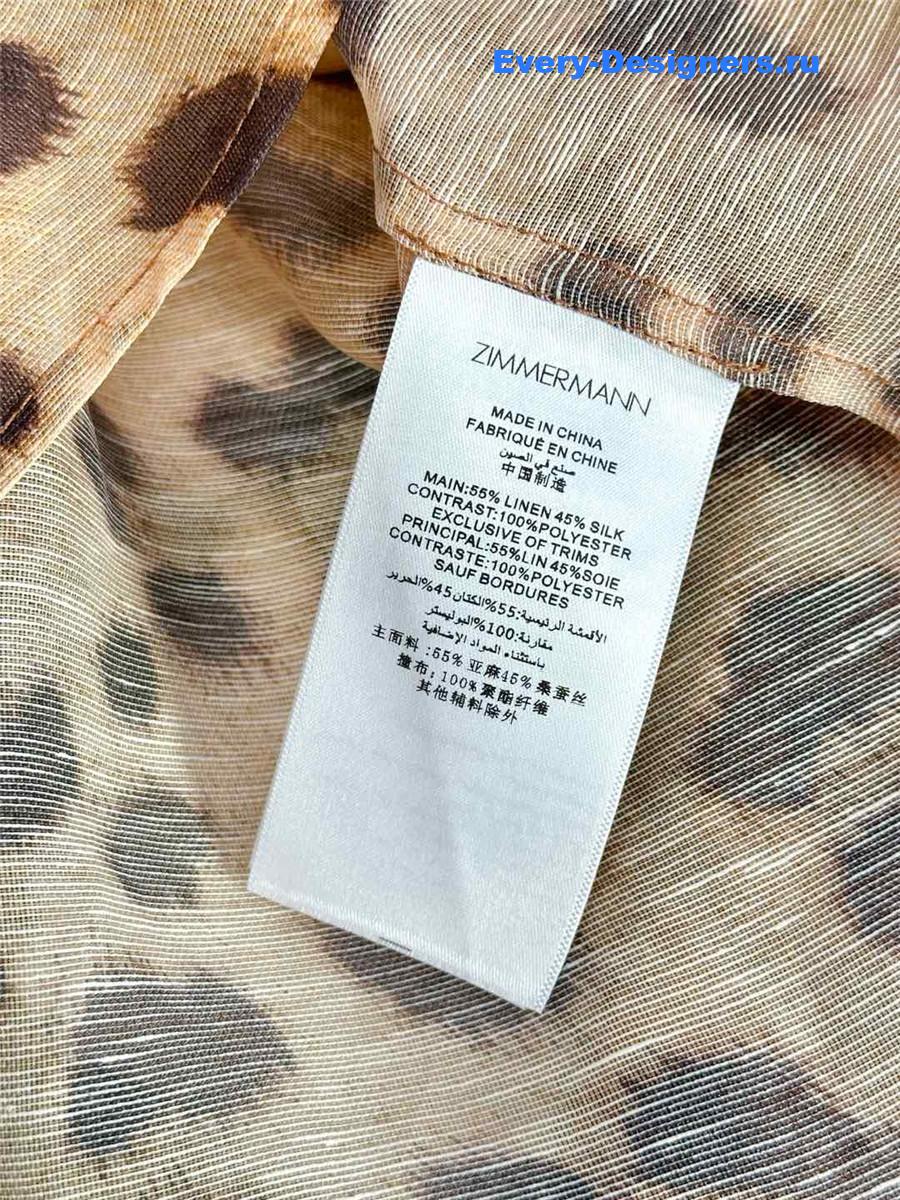 Every-Designers.ru
ZIMMERMANN
MADE IN CHINA
FABRIQUÉ EN CHINE
صنع في الصين
中国制造
MAIN:55% LINEN 45% SILK
CONTRAST:100%POLYESTER
EXCLUSIVE OF TRIMS
PRINCIPAL:55%LIN 45%SOIE
CONTRASTE:100%POLYESTER
SAUF BORDURES
الأقمشة الرئيسية:55%الكتان45%الحرير
مقارنة:100%البوليستر
باستثناء المواد الإضافية
主面料:55% 亚麻45% 桑蚕丝
撞布:100%聚酯纤维
其他辅料除外